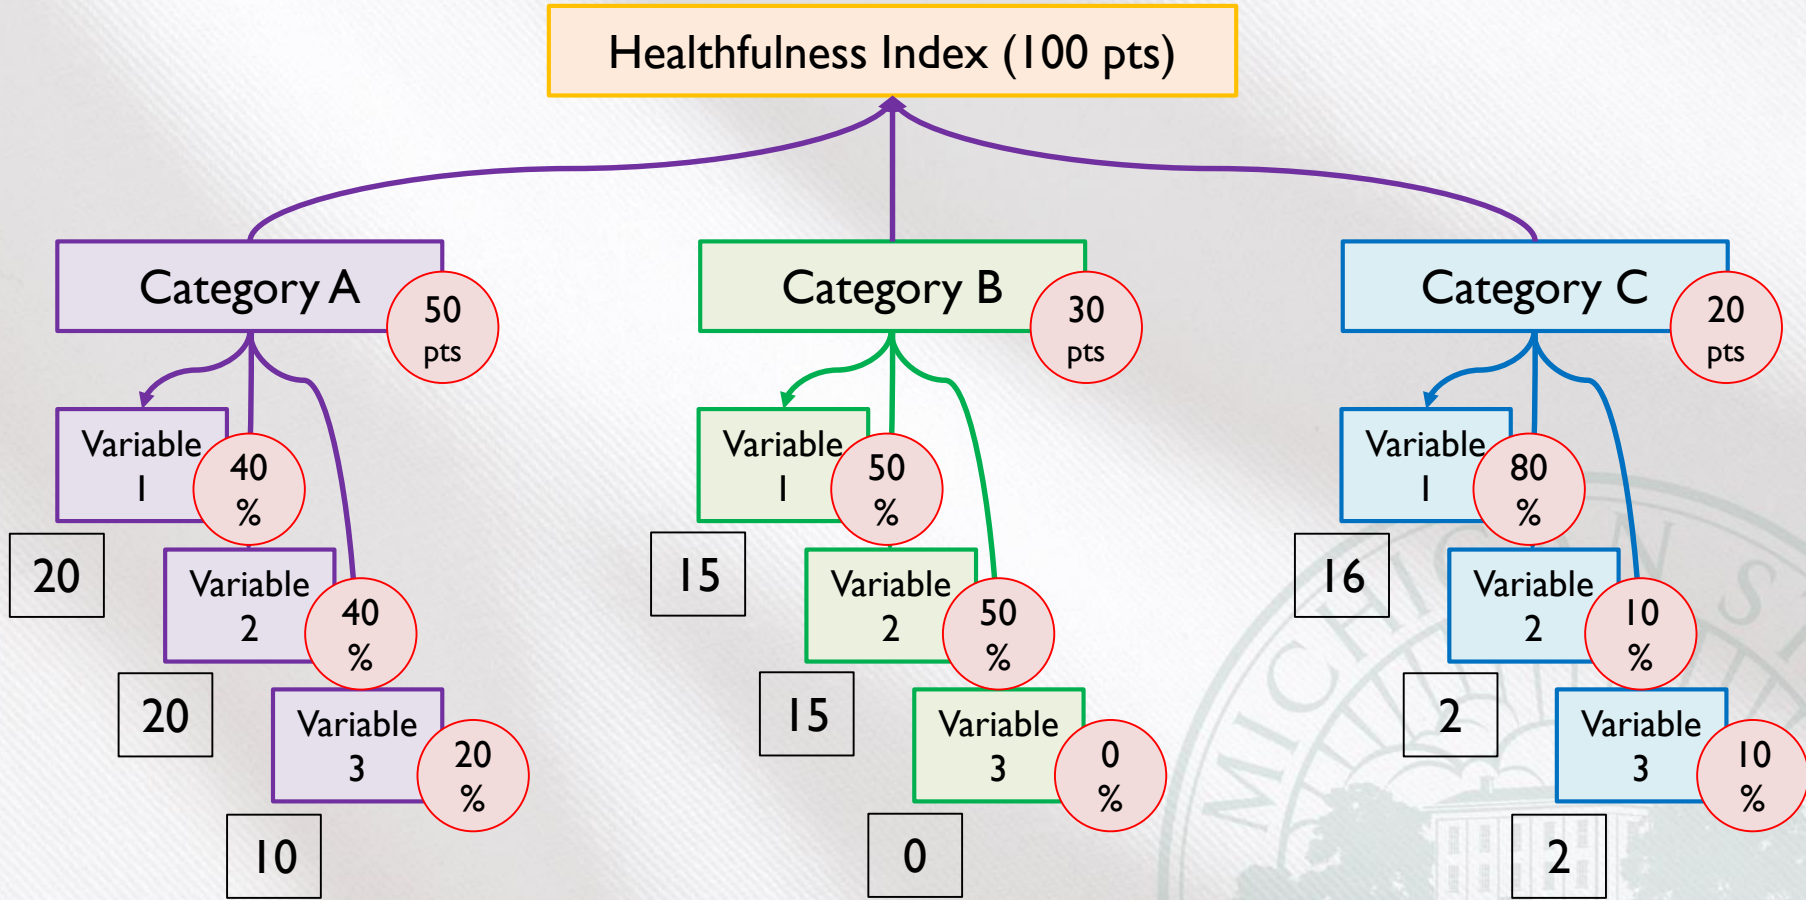 Healthfulness Index (100 pts)
Category A
50
pts
Category B
30
pts
Category C
20
pts
Variable
1
40
%
Variable
1
50
%
Variable
1
80
%
20
15
16
Variable
2
40
%
Variable
2
50
%
Variable
2
10
%
20
15
2
Variable
3
20
%
Variable
3
0
%
Variable
3
10
%
10
0
2
MICHIGAN ST